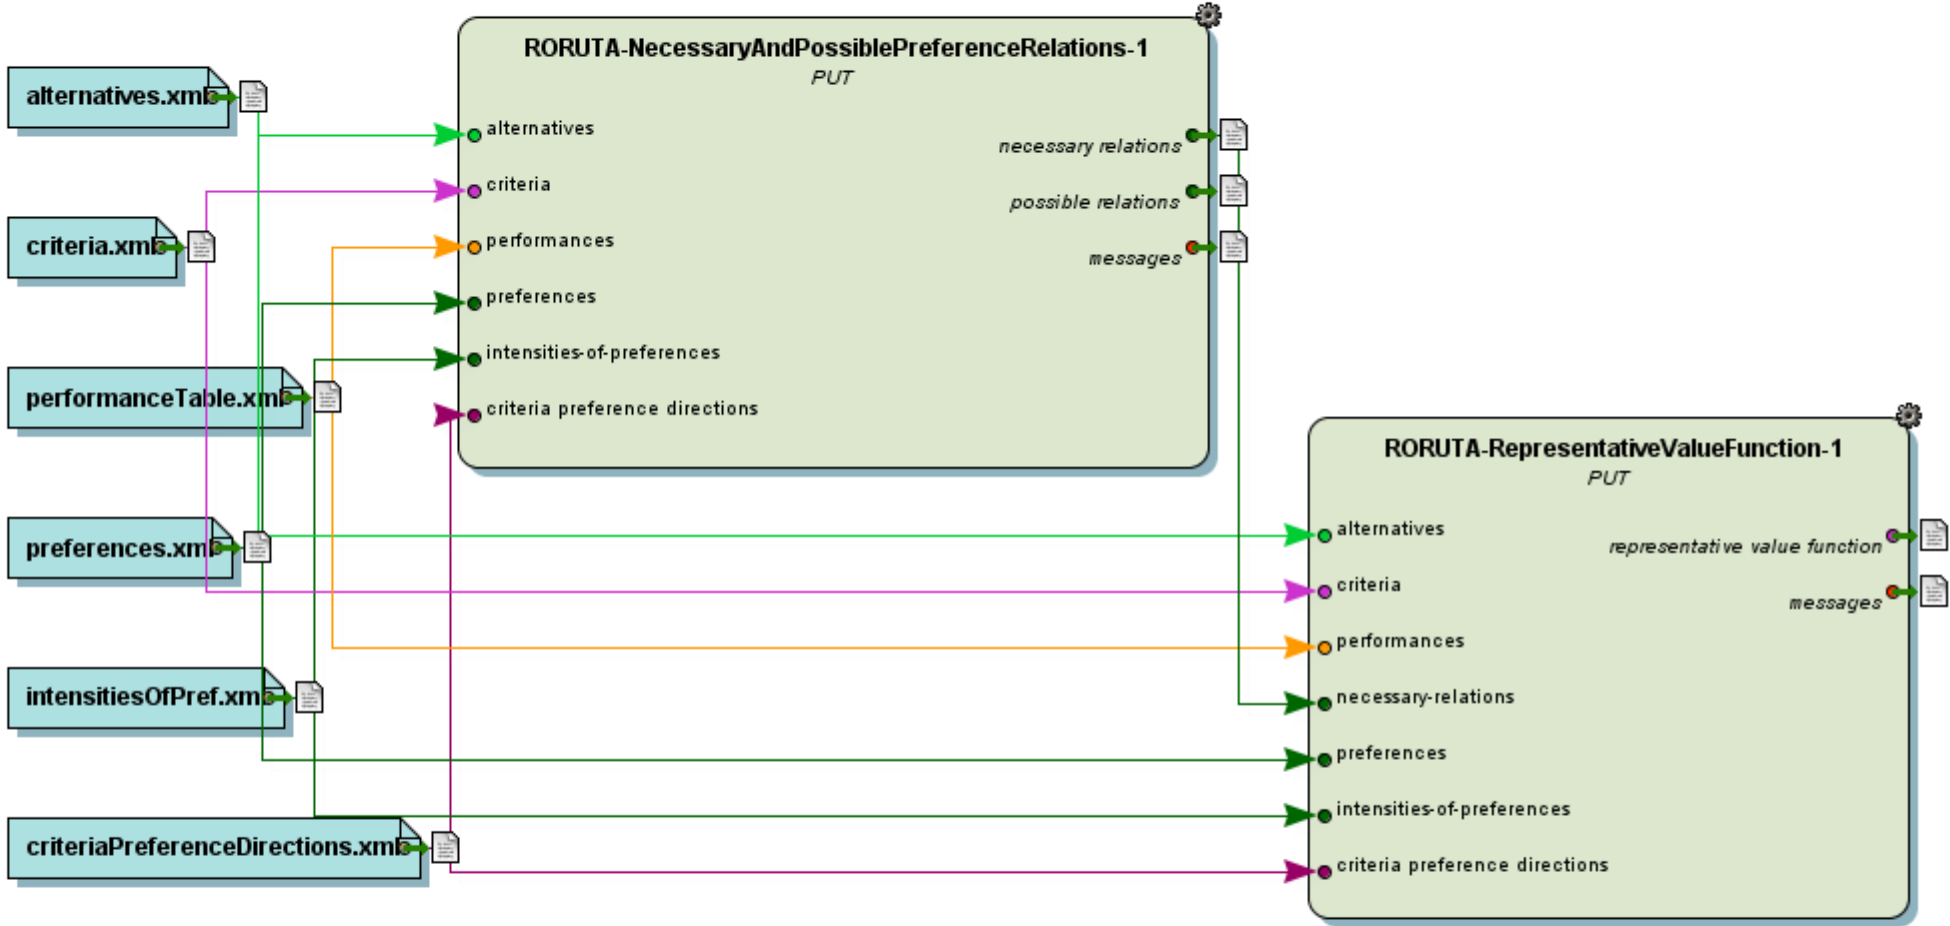 alternatives.xml
criteria.xml
performanceTable.xml
preferences.xml
intensitiesOfPref.xml
criteriaPreferenceDirections.xml
RORUTA-NecessaryAndPossiblePreferenceRelations-1
PUT
alternatives
criteria
performances
preferences
intensities-of-preferences
criteria preference directions
necessary relations
possible relations
messages
RORUTA-RepresentativeValueFunction-1
PUT
alternatives
criteria
performances
necessary-relations
preferences
intensities-of-preferences
criteria preference directions
representative value function
messages